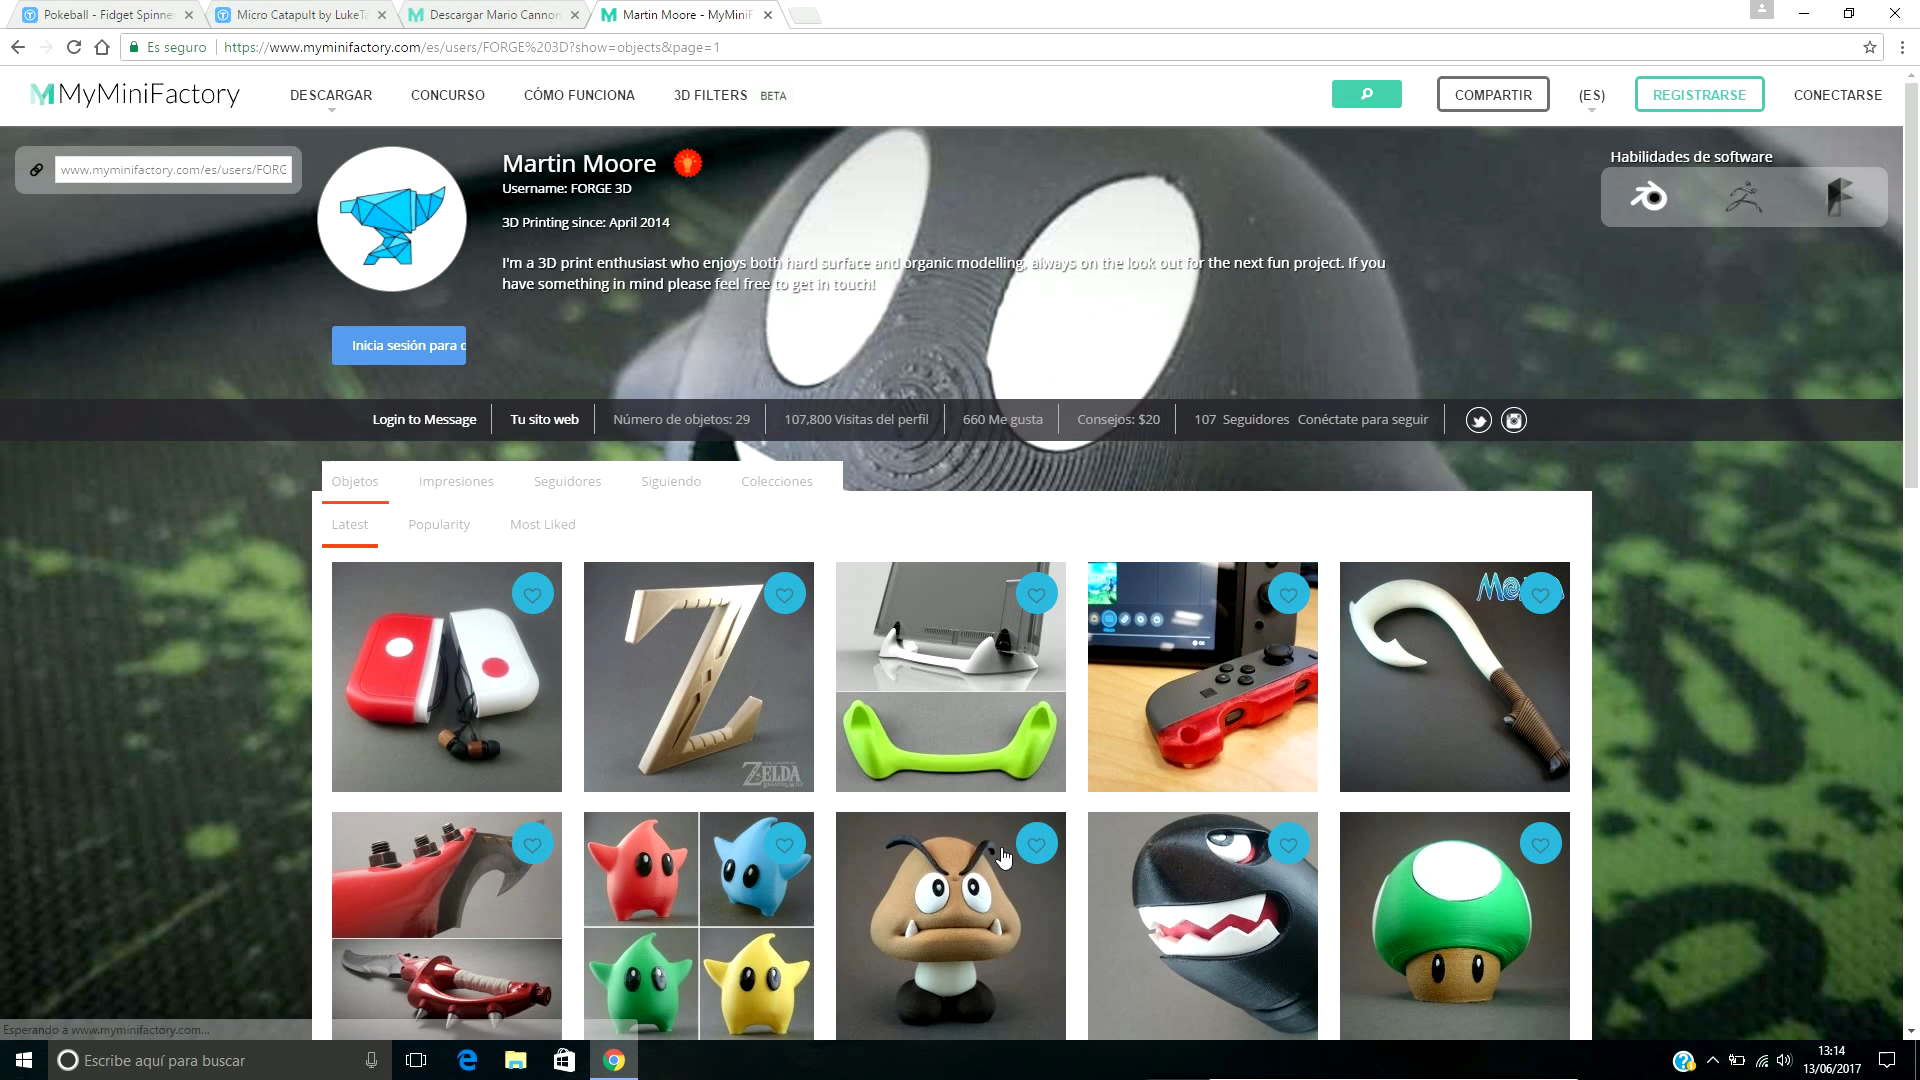 Pokeball - Fidget Spinner
Micro Catapult by LukeTo
Descargar Mario Cannon
Martin Moore - MyMiniF
Es seguro
https://www.myminifactory.com/es/users/FORGE%203D?show=objects&page=1
MyMiniFactory
DESCARGAR
CONCURSO
CÓMO FUNCIONA
3D FILTERS BETA
COMPARTIR
(ES)
REGISTRARSE
CONECTARSE
www.myminifactory.com/es/users/FORG
Martin Moore
Username: FORGE 3D
3D Printing since: April 2014
I'm a 3D print enthusiast who enjoys both hard surface and organic modelling, always on the look out for the next fun project. If you
have something in mind please feel free to get in touch!
Habilidades de software
Inicia sesión para
Login to Message
Tu sito web
Número de objetos: 29
107,800 Visitas del perfil
660 Me gusta
Consejos: $20
107 Seguidores Conéctate para seguir
Objetos
Impresiones
Seguidores
Siguiendo
Colecciones
Latest
Popularity
Most Liked
ZELDA
Esperando a www.myminifactory.com...
Escribe aquí para buscar
13:14
13/06/2017